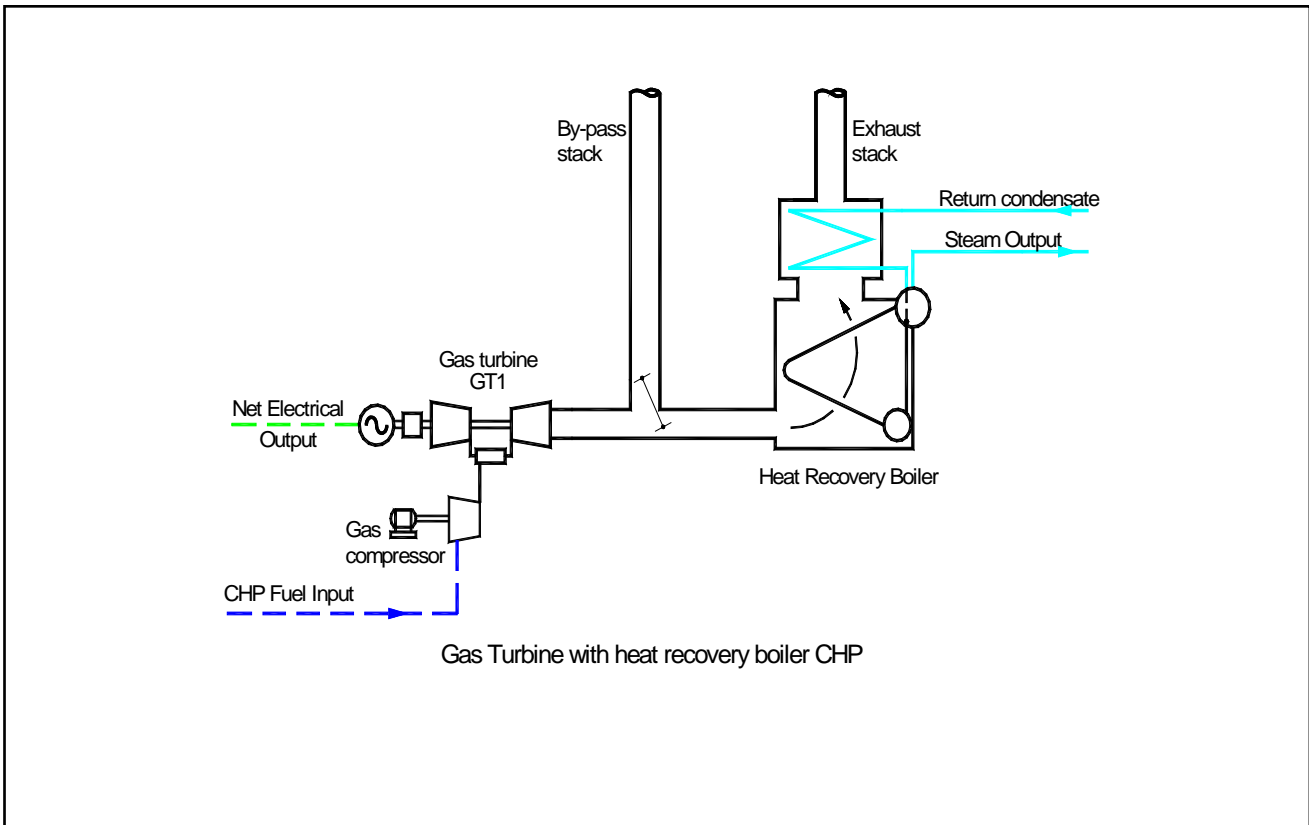 By-pass
stack
Exhaust
stack
Return condensate
Steam Output
Gas turbine
GT1
Net Electrical
Output
Heat Recovery Boiler
Gas
compressor
CHP Fuel Input
Gas Turbine with heat recovery boiler CHP